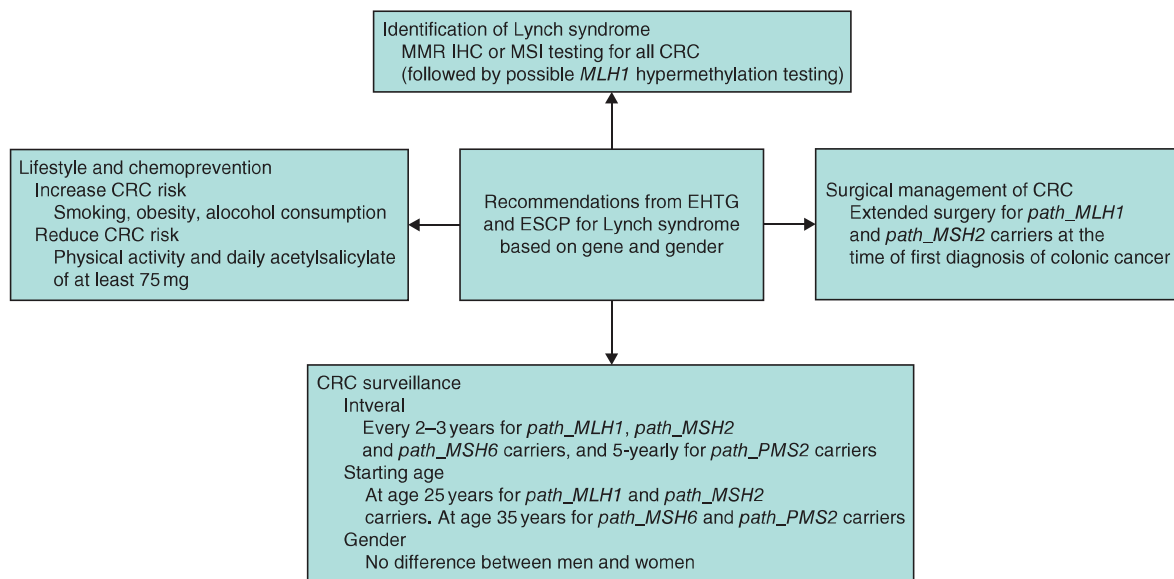 Identification of Lynch syndrome
MMR IHC or MSI testing for all CRC
(followed by possible MLH1 hypermethylation testing)
Lifestyle and chemoprevention
Increase CRC risk
Smoking, obesity, alocohol consumption
Reduce CRC risk
Physical activity and daily acetylsalicylate
of at least 75 mg
Recommendations from EHTG
and ESCP for Lynch syndrome
based on gene and gender
Surgical management of CRC
Extended surgery for path_MLH1
and path_MSH2 carriers at the
time of first diagnosis of colonic cancer
CRC surveillance
Intveral
Every 2–3 years for path_MLH1, path_MSH2
and path_MSH6 carriers, and 5-yearly for path_PMS2 carriers
Starting age
At age 25 years for path_MLH1 and path_MSH2
carriers. At age 35 years for path_MSH6 and path_PMS2 carriers
Gender
No difference between men and women